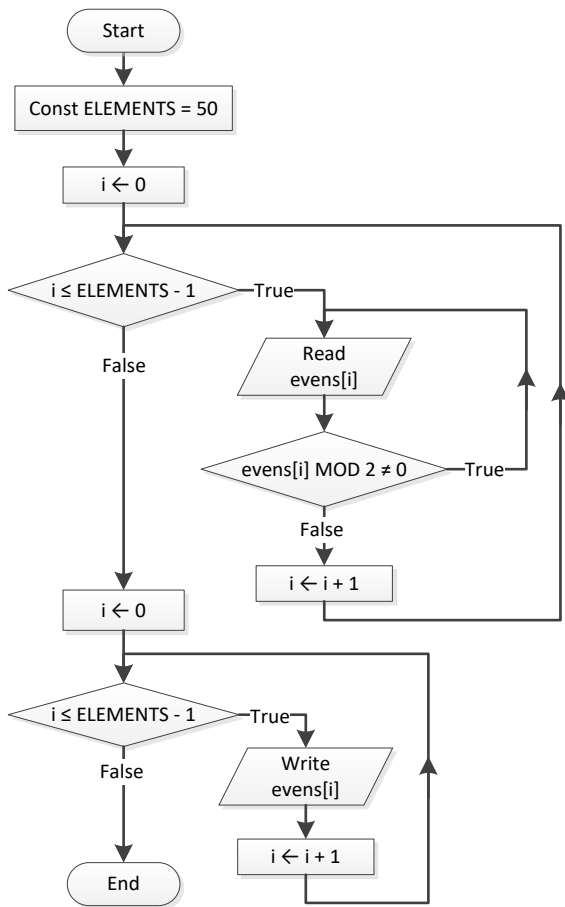 Start
Const ELEMENTS = 50
i ← 0
i ≤ ELEMENTS - 1
True
False
Read
evens[i]
evens[i] MOD 2 ≠ 0
True
False
i ← i + 1
i ← 0
i ≤ ELEMENTS - 1
True
False
Write
evens[i]
i ← i + 1
End